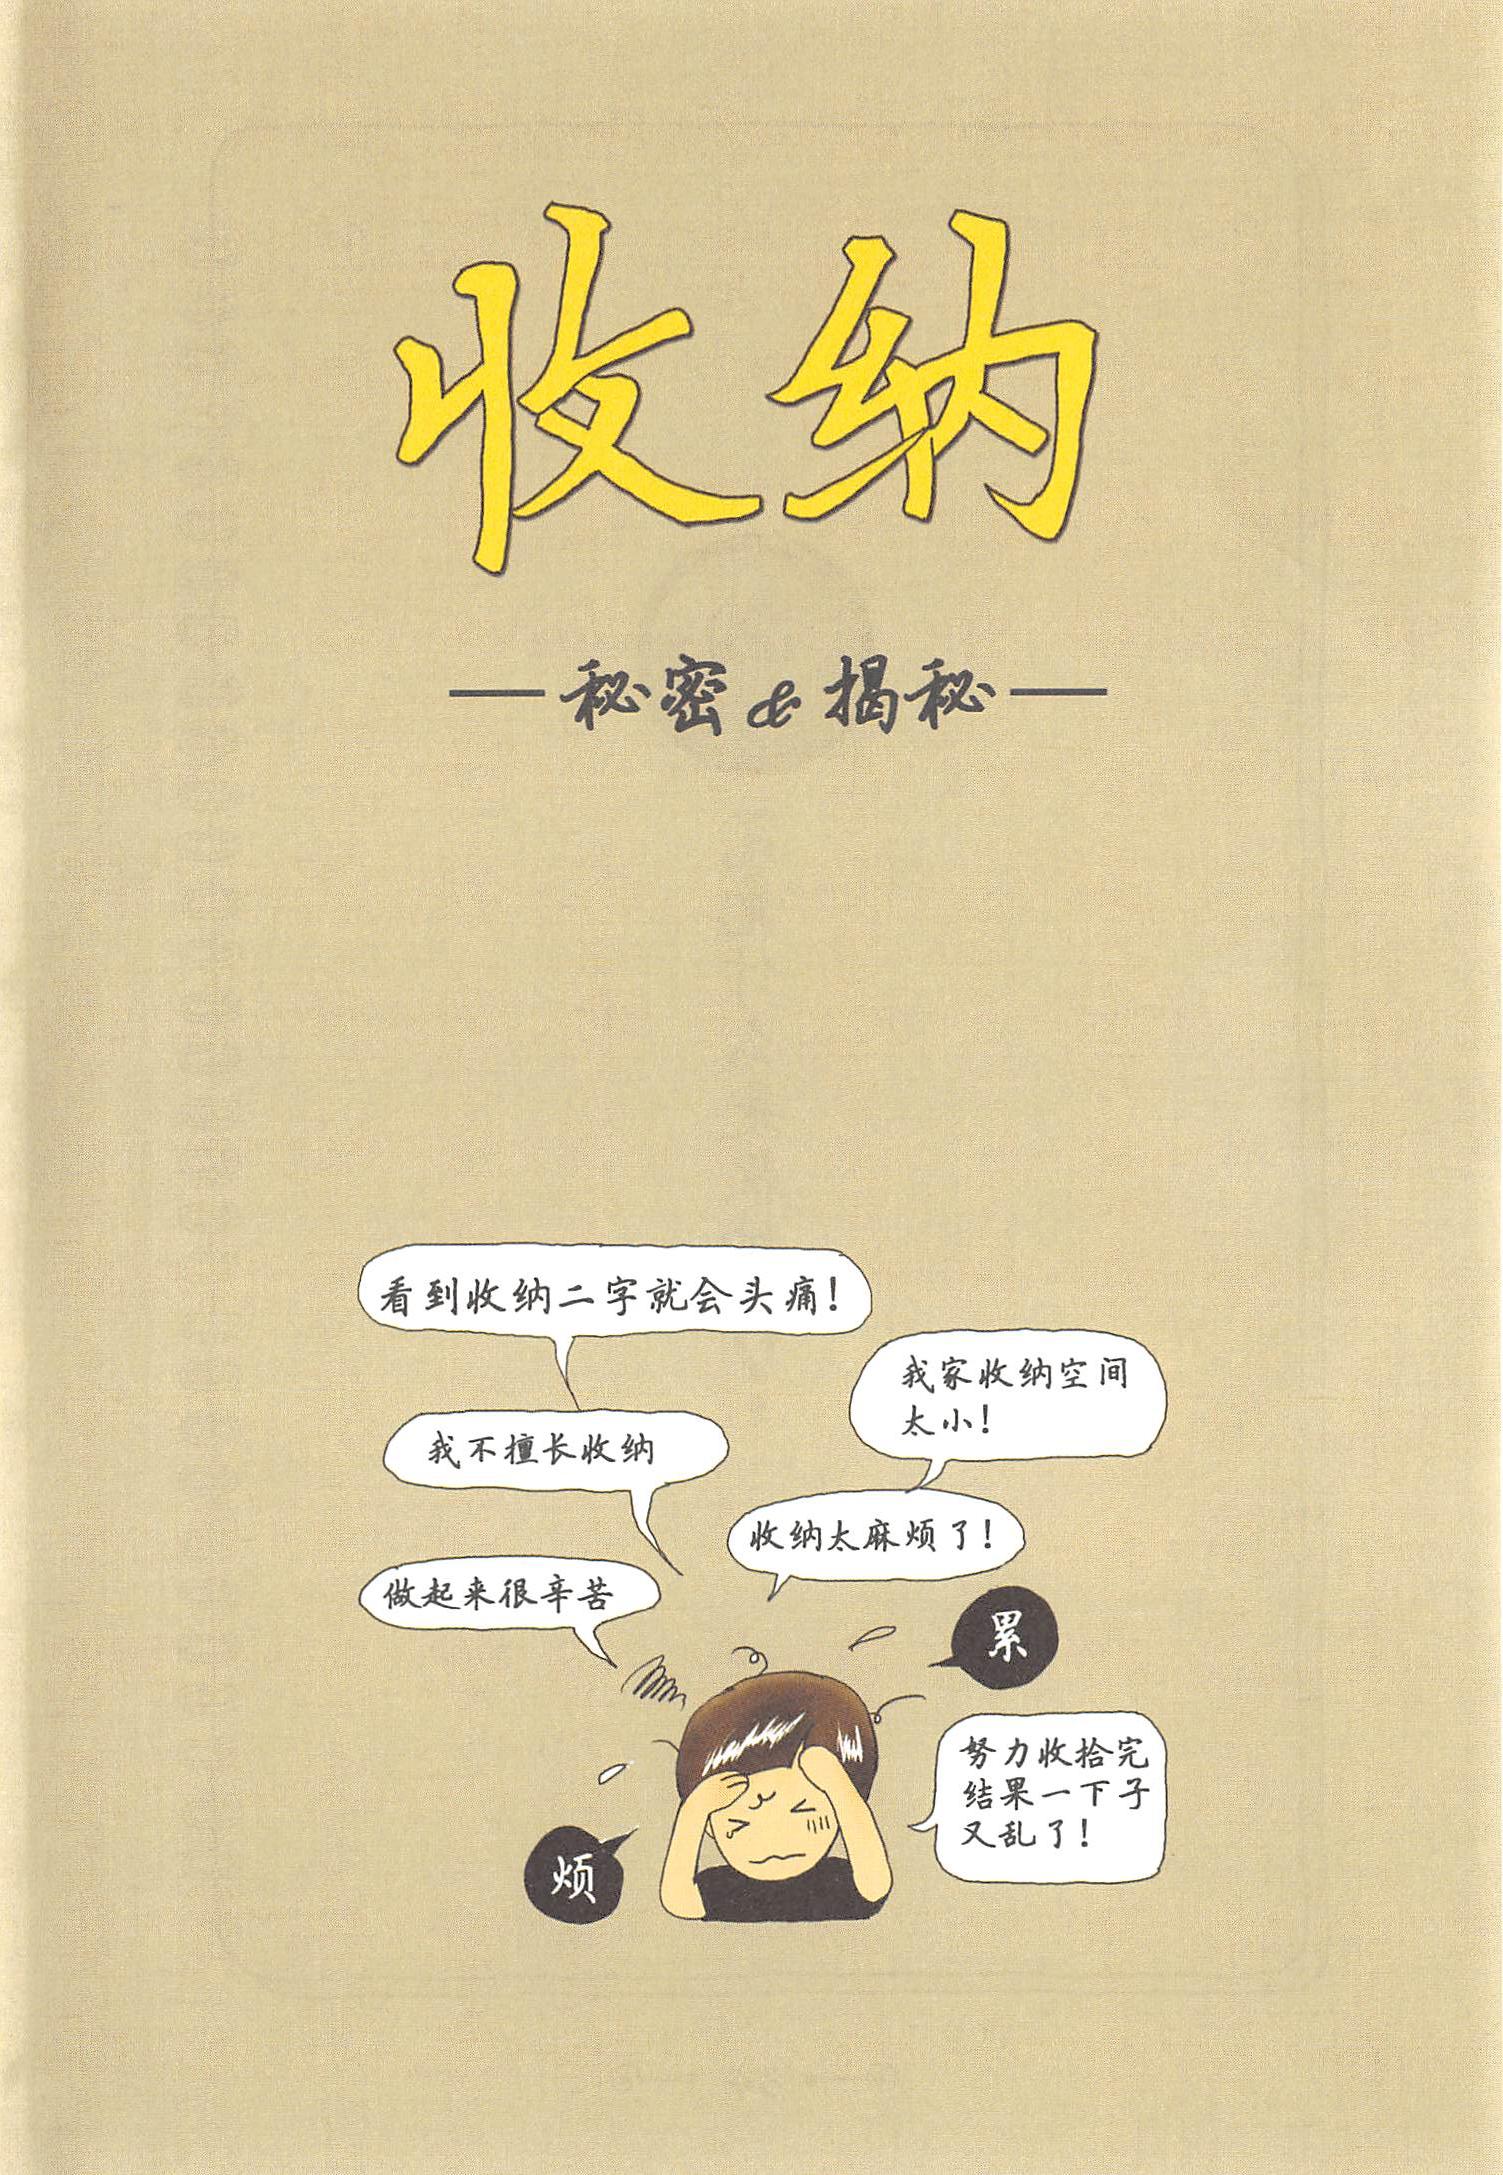 收纳
秘密&揭秘
看到收纳二字就会头痛！
我家收纳空间
太小！
我不擅长收纳
收纳太麻烦了！
做起来很辛苦
累
努力收拾完
结果一下子
又乱了！
烦